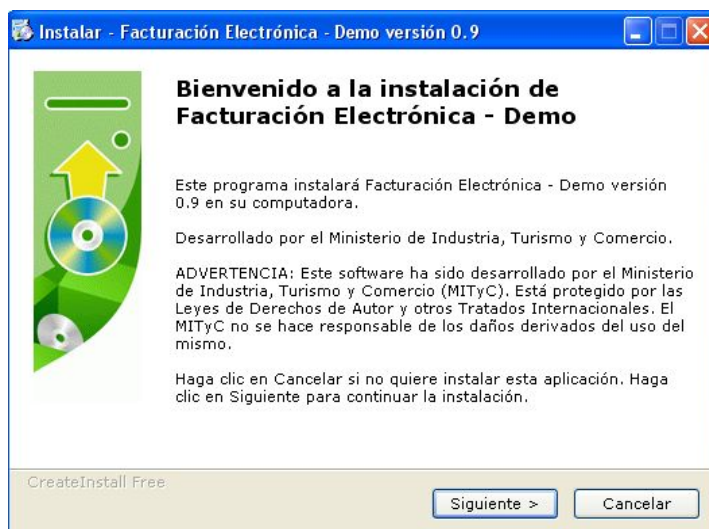 Instalar - Facturación Electrónica - Demo versión 0.9
Bienvenido a la instalación de
Facturación Electrónica - Demo
Este programa instalará Facturación Electrónica - Demo versión
0.9 en su computadora.
Desarrollado por el Ministerio de Industria, Turismo y Comercio.
ADVERTENCIA: Este software ha sido desarrollado por el Ministerio
de Industria, Turismo y Comercio (MITyC). Está protegido por las
Leyes de Derechos de Autor y otros Tratados Internacionales. El
MITyC no se hace responsable de los daños derivados del uso del
mismo.
Haga clic en Cancelar si no quiere instalar esta aplicación. Haga
clic en Siguiente para continuar la instalación.
CreateInstall Free
Siguiente > Cancelar